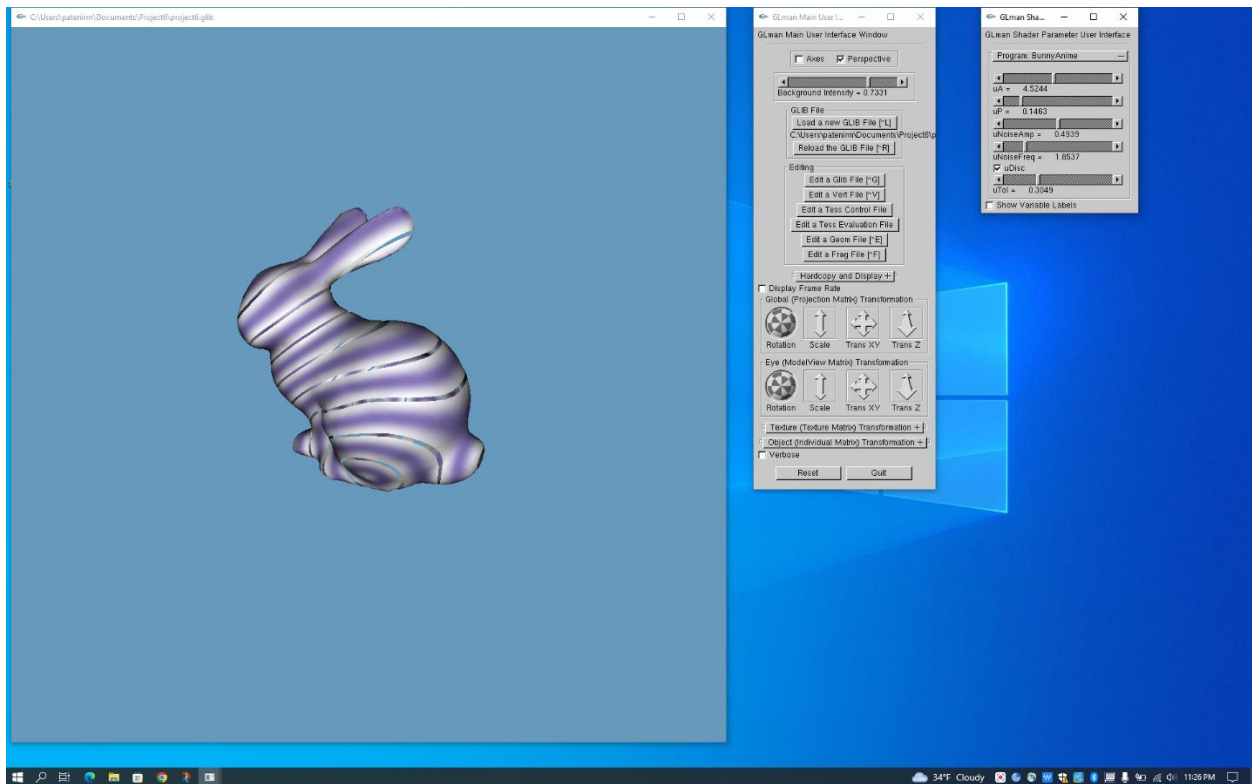 C:\Users\patenirm\Documents\Project6\project6.glib
GLman Main User I...
GLman Main User Interface Window
Axes
Perspective
Background Intensity = 0.7331
GLIB File
Load a new GLIB File [^L]
C:\Users\patenirm\Documents\Project6\p
Reload the GLIB File [^R]
Editing
Edit a Glib File [^G]
Edit a Vert File [^V]
Edit a Tess Control File
Edit a Tess Evaluation File
Edit a Geom File [^E]
Edit a Frag File [^F]
Hardcopy and Display +
Display Frame Rate
Global (Projection Matrix) Transformation
Rotation Scale Trans XY Trans Z
Eye (ModelView Matrix) Transformation
Rotation Scale Trans XY Trans Z
Texture (Texture Matrix) Transformation +
Object (Individual Matrix) Transformation +
Verbose
Reset Quit
GLman Sha...
GLman Shader Parameter User Interface
Program: BunnyAnime
uA = 4.5244
uP = 0.1463
uNoiseAmp = 0.4939
uNoiseFreq = 1.8537
uDisc
uTol = 0.3049
Show Variable Labels
34°F Cloudy
11:26 PM